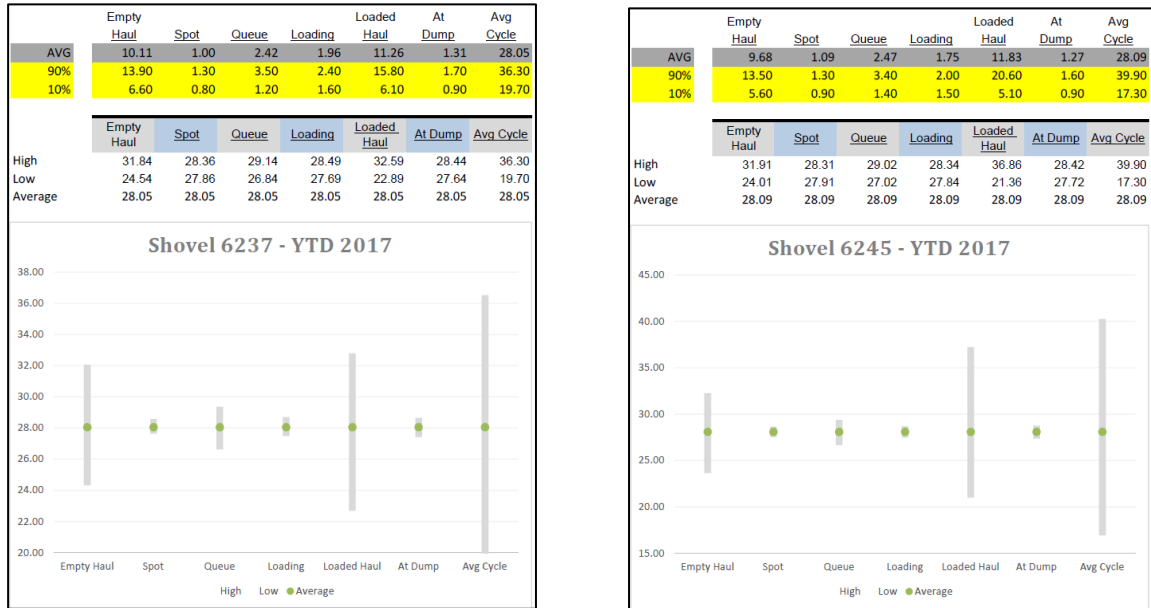 Empty Loaded At Avg
Haul Spot Queue Loading Haul Dump Cycle
AVG 10.11 1.00 2.42 1.96 11.26 1.31 28.05
90% 13.90 1.30 3.50 2.40 15.80 1.70 36.30
10% 6.60 0.80 1.20 1.60 6.10 0.90 19.70
Empty Haul Spot Queue Loading Loaded Haul At Dump Avg Cycle
High 31.84 28.36 29.14 28.49 32.59 28.44 36.30
Low 24.54 27.86 26.84 27.69 22.89 27.64 19.70
Average 28.05 28.05 28.05 28.05 28.05 28.05 28.05
Shovel 6237 - YTD 2017
38.00
36.00
34.00
32.00
30.00
28.00
26.00
24.00
22.00
20.00
Empty Haul Spot Queue Loading Loaded Haul At Dump Avg Cycle
High Low Average
Empty Loaded At Avg
Haul Spot Queue Loading Haul Dump Cycle
AVG 9.68 1.09 2.47 1.75 11.83 1.27 28.09
90% 13.50 1.30 3.40 2.00 20.60 1.60 39.90
10% 5.60 0.90 1.40 1.50 5.10 0.90 17.30
Empty Haul Spot Queue Loading Loaded Haul At Dump Avg Cycle
High 31.91 28.31 29.02 28.34 36.86 28.42 39.90
Low 24.01 27.91 27.02 27.84 21.36 27.72 17.30
Average 28.09 28.09 28.09 28.09 28.09 28.09 28.09
Shovel 6245 - YTD 2017
45.00
40.00
35.00
30.00
25.00
20.00
15.00
Empty Haul Spot Queue Loading Loaded Haul At Dump Avg Cycle
High Low Average